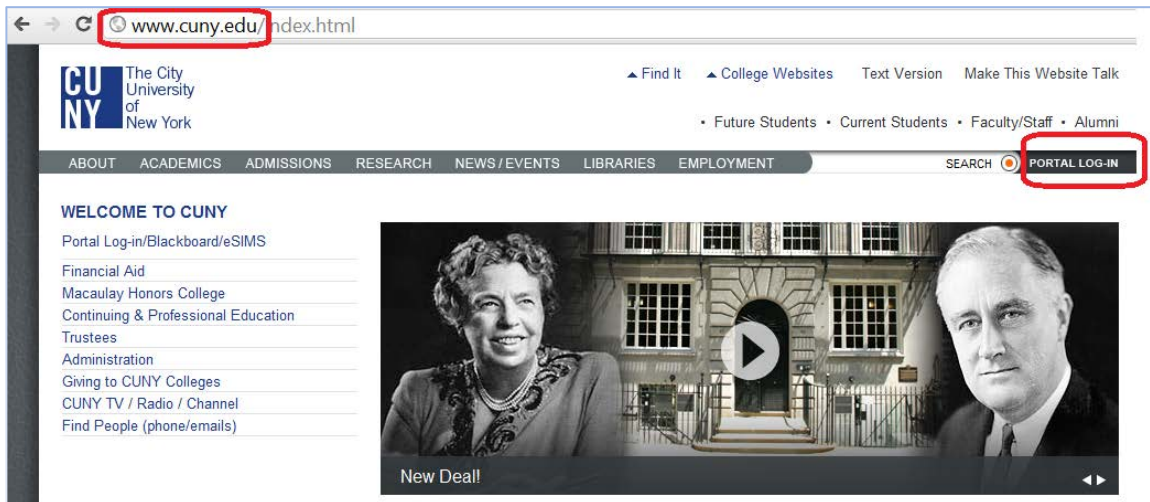 www.cuny.edu/index.html
CU
NY
The City
University
of
New York
Find It College Websites Text Version Make This Website Talk
• Future Students • Current Students • Faculty/Staff • Alumni
ABOUT ACADEMICS ADMISSIONS RESEARCH NEWS / EVENTS LIBRARIES EMPLOYMENT SEARCH PORTAL LOG-IN
WELCOME TO CUNY
Portal Log-in/Blackboard/eSIMS
Financial Aid
Macaulay Honors College
Continuing & Professional Education
Trustees
Administration
Giving to CUNY Colleges
CUNY TV / Radio / Channel
Find People (phone/emails)
New Deal!